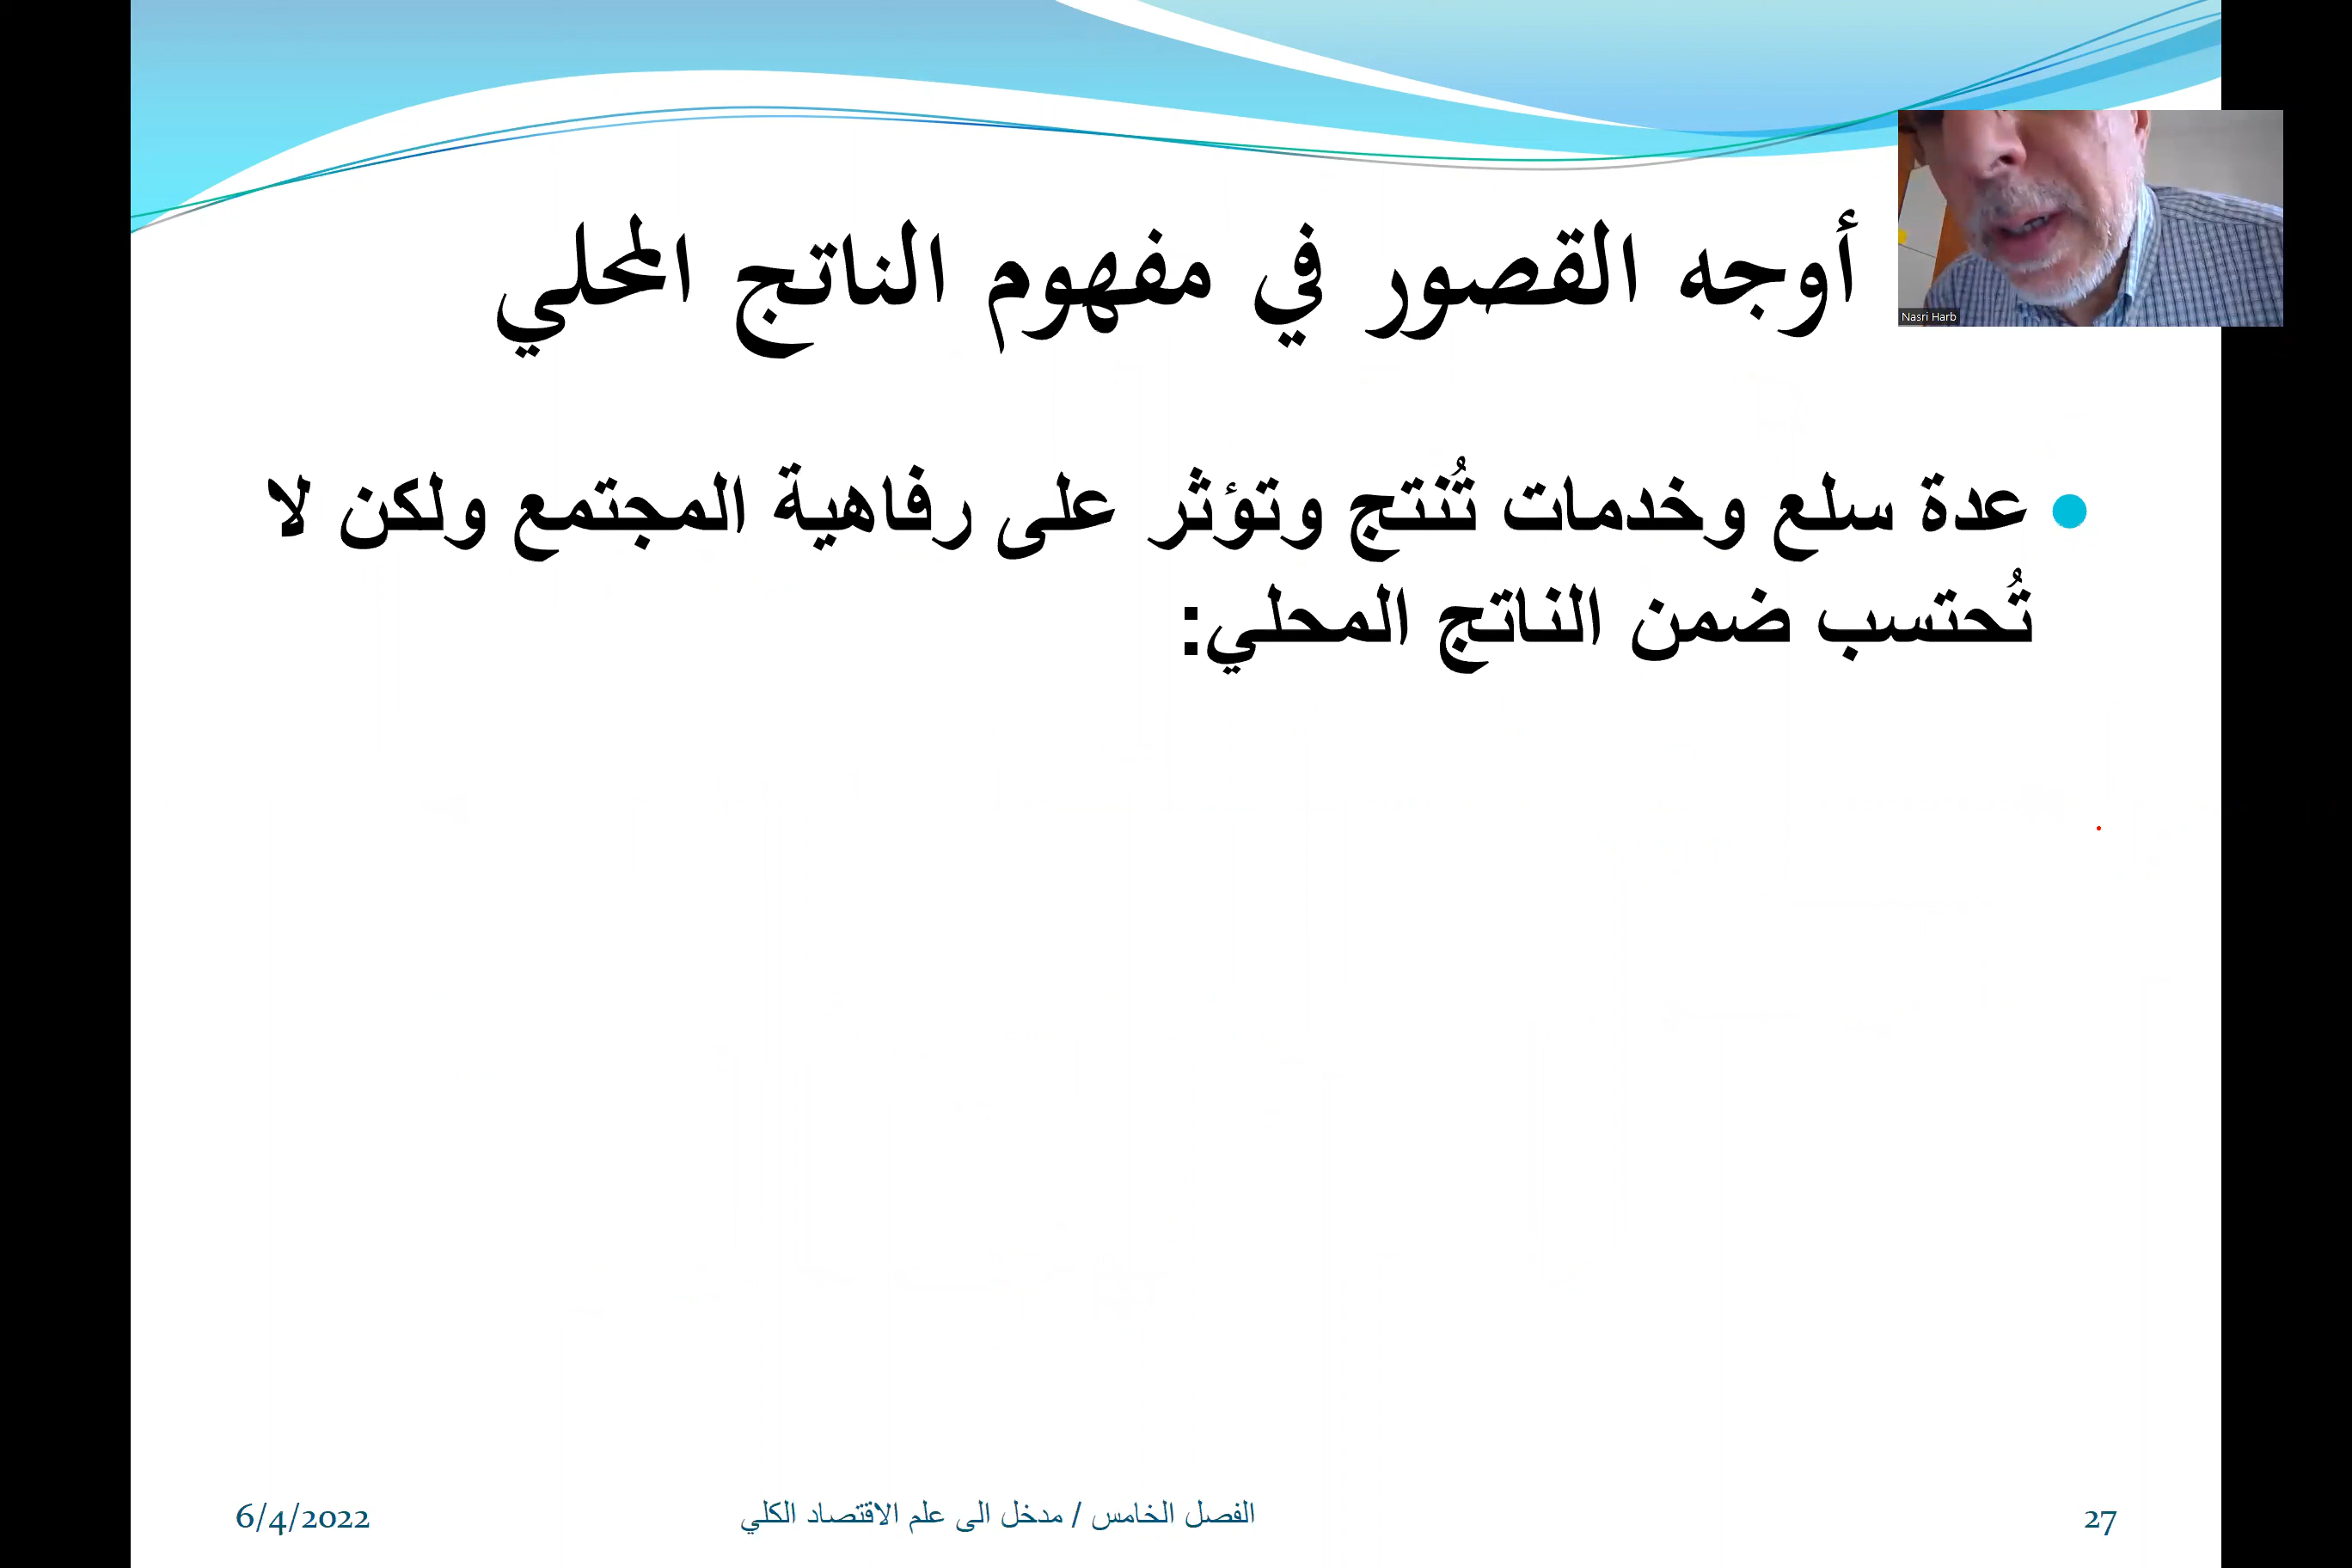 أوجه القصور في مفهوم الناتج المحلي
Nasri Harb
عدة سلع وخدمات تُنتج وتؤثر على رفاهية المجتمع ولكن لا
تُحتسب ضمن الناتج المحلي:
6/4/2022
الفصل الخامس / مدخل الى علم الاقتصاد الكلي
27